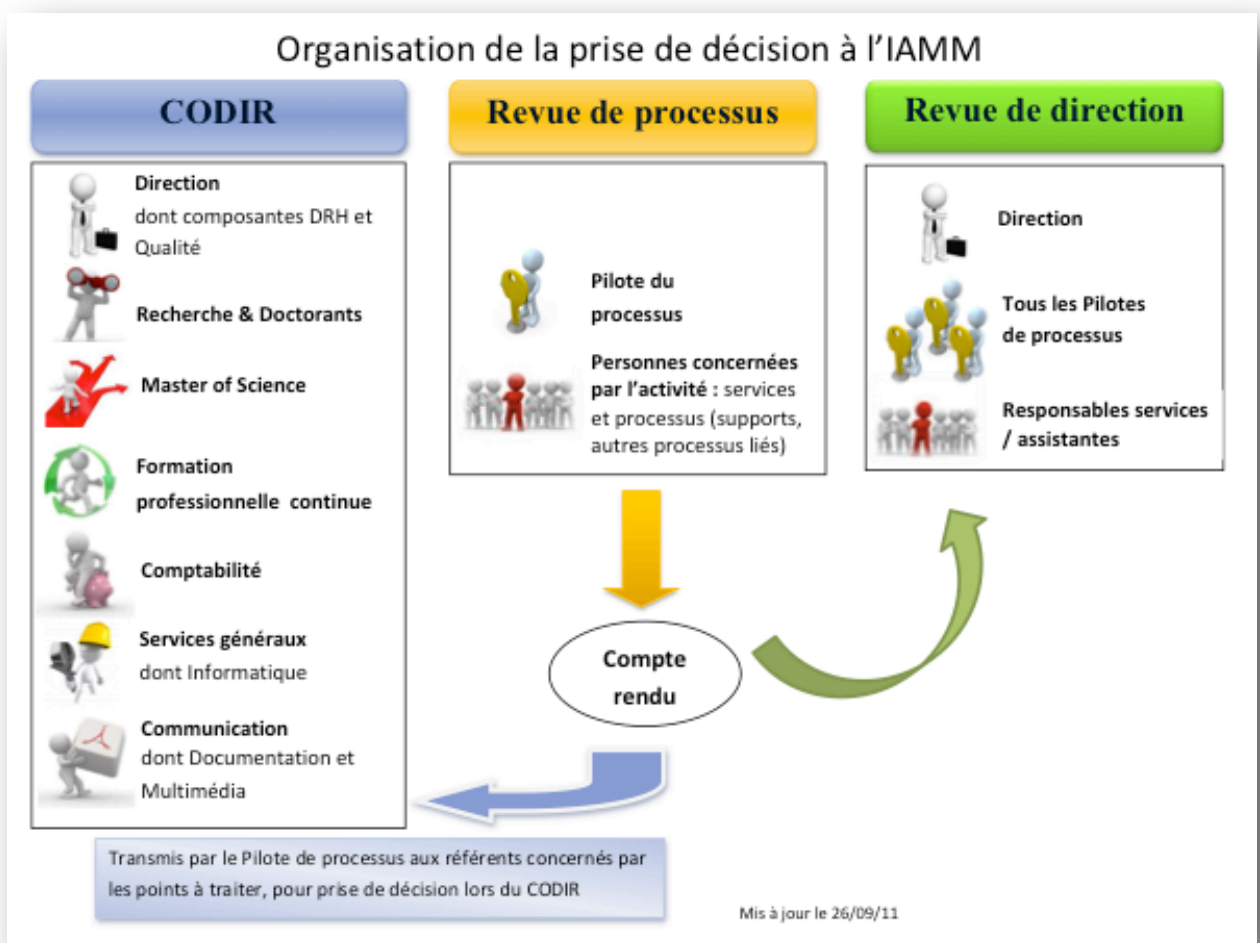 Organisation de la prise de décision à l'IAMM
CODIR
Direction
dont composantes DRH et
Qualité
Recherche & Doctorants
Master of Science
Formation
professionnelle continue
Comptabilité
Services généraux
dont Informatique
Communication
dont Documentation et
Multimédia
Revue de processus
Pilote du
processus
Personnes concernées
par l'activité : services
et processus (supports,
autres processus liés)
Revue de direction
Direction
Tous les Pilotes
de processus
Responsables services
/ assistantes
Compte
rendu
Transmis par le Pilote de processus aux référents concernés par
les points à traiter, pour prise de décision lors du CODIR
Mis à jour le 26/09/11